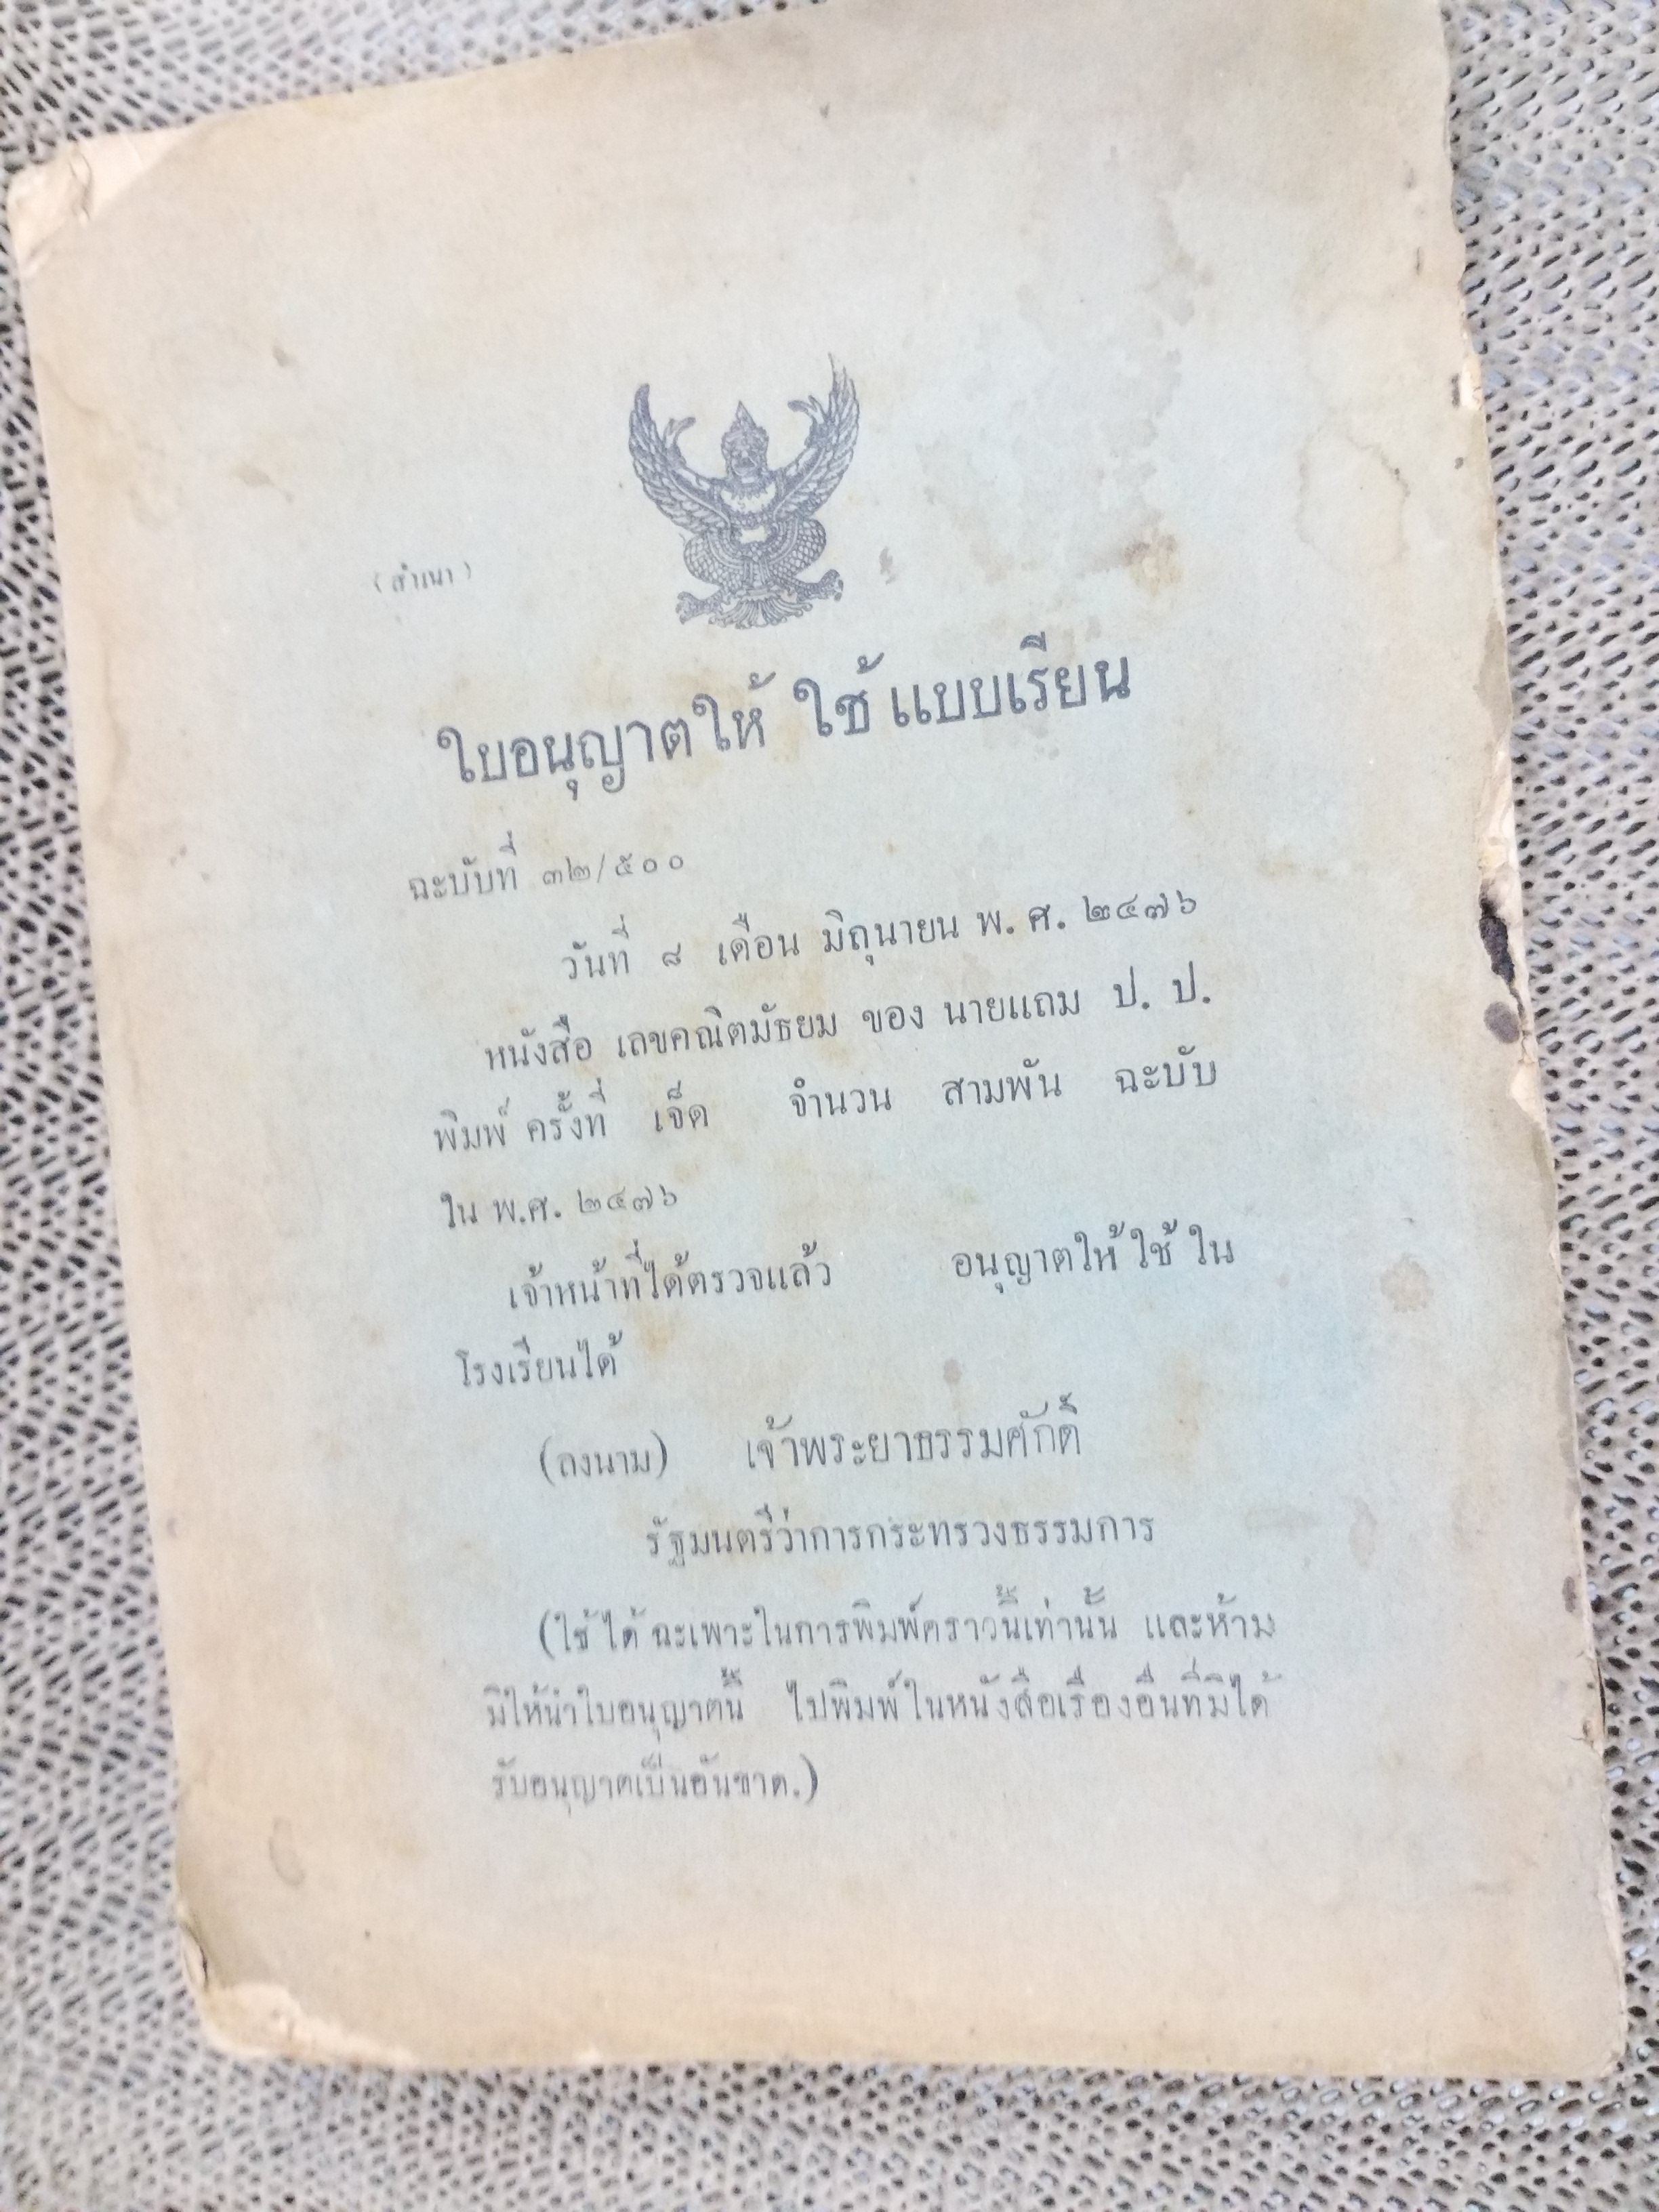 (สำเนา)
ใบอนุญาตให้ ใช้ แบบเรียน
ฉะบับที่ ๓๒/๕๐๐
วันที่ ๘ เดือน มิถุนายน พ. ศ. ๒๔๗๖
หนังสือ เลขคณิตมัธยม ของ นายแถม ป. ป.
พิมพ์ ครั้งที่ เจ็ด จำนวน สามพัน ฉะบับ
ใน พ.ศ. ๒๔๗๖
เจ้าหน้าที่ได้ตรวจแล้ว อนุญาตให้ ใช้ ใน
โรงเรียนได้
(ลงนาม) เจ้าพระยาธรรมศักดิ์
รัฐมนตรีว่าการกระทรวงธรรมการ
(ใช้ ได้ ฉะเพาะในการพิมพ์คราวนี้เท่านั้น และห้าม
มิให้นำใบอนุญาตนี้ ไปพิมพ์ ในหนังสือเรื่องอื่นที่มิได้
รับอนุญาตเป็นอันขาด.)